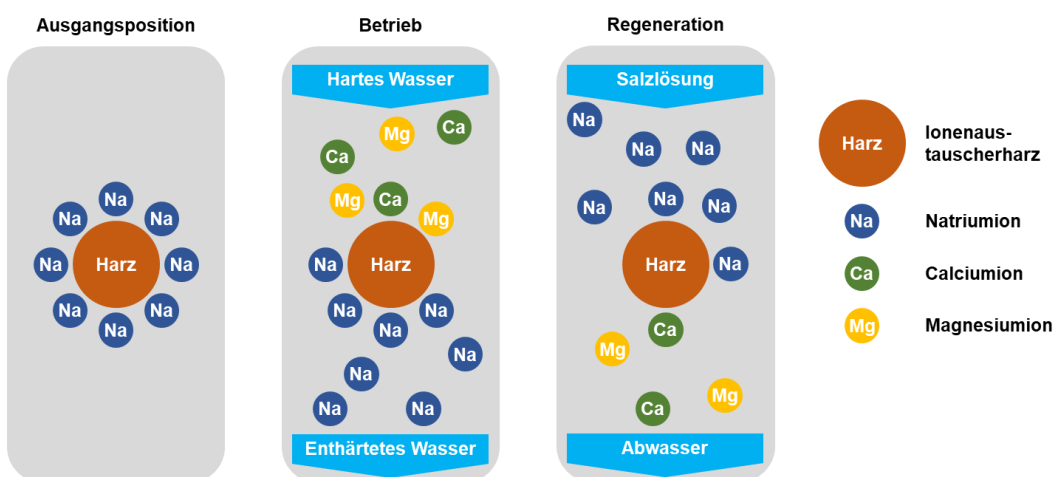 Ausgangsposition
Betrieb
Regeneration
Na
Na
Na
Na
Harz
Na
Na
Na
Na
Hartes Wasser
Ca
Mg
Ca
Mg
Ca
Mg
Na
Harz
Na
Na
Na
Na
Na
Na
Na
Enthärtetes Wasser
Salzlösung
Na
Na
Na
Na
Na
Na
Harz
Na
Ca
Mg
Mg
Ca
Abwasser
Harz
Ionenaus-
tauscherharz
Na
Natriumion
Ca
Calciumion
Mg
Magnesiumion